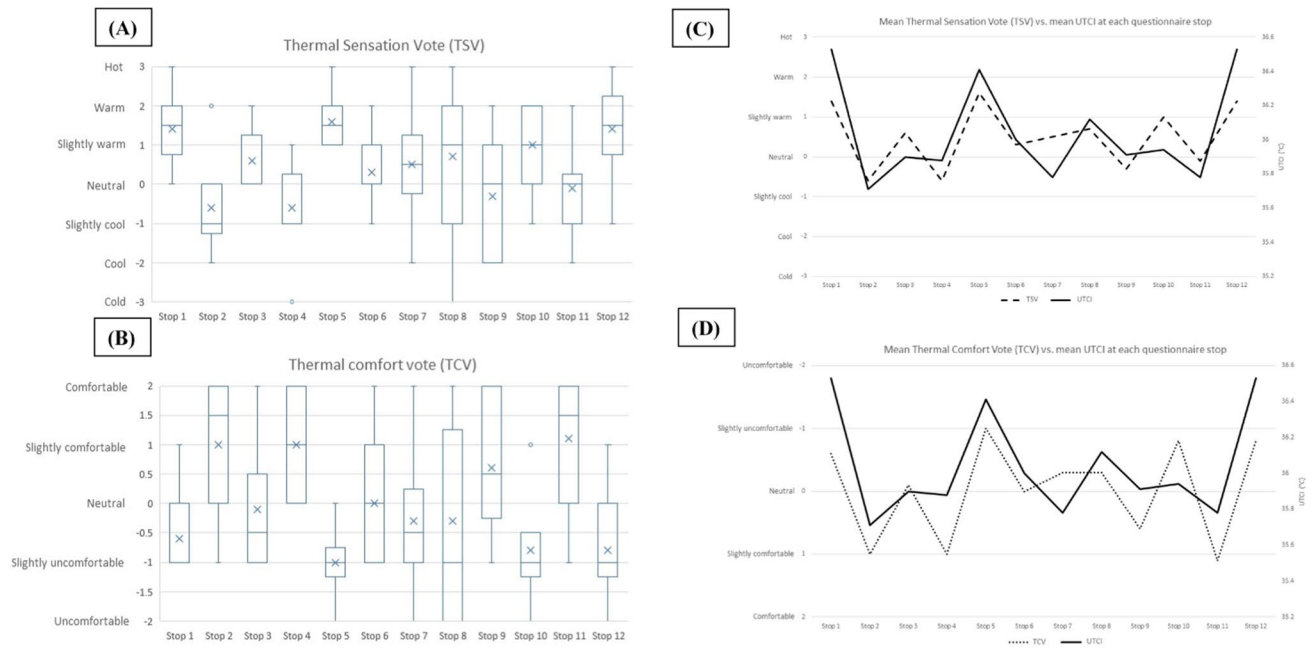 (A)
Thermal Sensation Vote (TSV)
Hot 3
Warm 2
Slightly warm 1
Neutral 0
Slightly cool -1
Cool -2
Cold -3
Stop 1 Stop 2 Stop 3 Stop 4 Stop 5 Stop 6 Stop 7 Stop 8 Stop 9 Stop 10 Stop 11 Stop 12
(B)
Thermal comfort vote (TCV)
Comfortable 2
1.5
Slightly comfortable 1
0.5
Neutral 0
-0.5
Slightly uncomfortable -1
-1.5
Uncomfortable -2
Stop 1 Stop 2 Stop 3 Stop 4 Stop 5 Stop 6 Stop 7 Stop 8 Stop 9 Stop 10 Stop 11 Stop 12
(C)
Mean Thermal Sensation Vote (TSV) vs. mean UTCI at each questionnaire stop
Hot 3 36.6
Warm 2 36.4
Slightly warm 1 36.2
Neutral 0 36
Slightly cool -1 35.8
Cool -2 35.6
Cold -3 35.4
35.2
UTCI (°C)
Stop 1 Stop 2 Stop 3 Stop 4 Stop 5 Stop 6 Stop 7 Stop 8 Stop 9 Stop 10 Stop 11 Stop 12
TSV UTCI
(D)
Mean Thermal Comfort Vote (TCV) vs. mean UTCI at each questionnaire stop
Uncomfortable -2 36.6
Slightly uncomfortable -1 36.4
36.2
Neutral 0 36
35.8
Slightly comfortable 1 35.6
35.4
Comfortable 2 35.2
UTCI (°C)
Stop 1 Stop 2 Stop 3 Stop 4 Stop 5 Stop 6 Stop 7 Stop 8 Stop 9 Stop 10 Stop 11 Stop 12
TCV UTCI